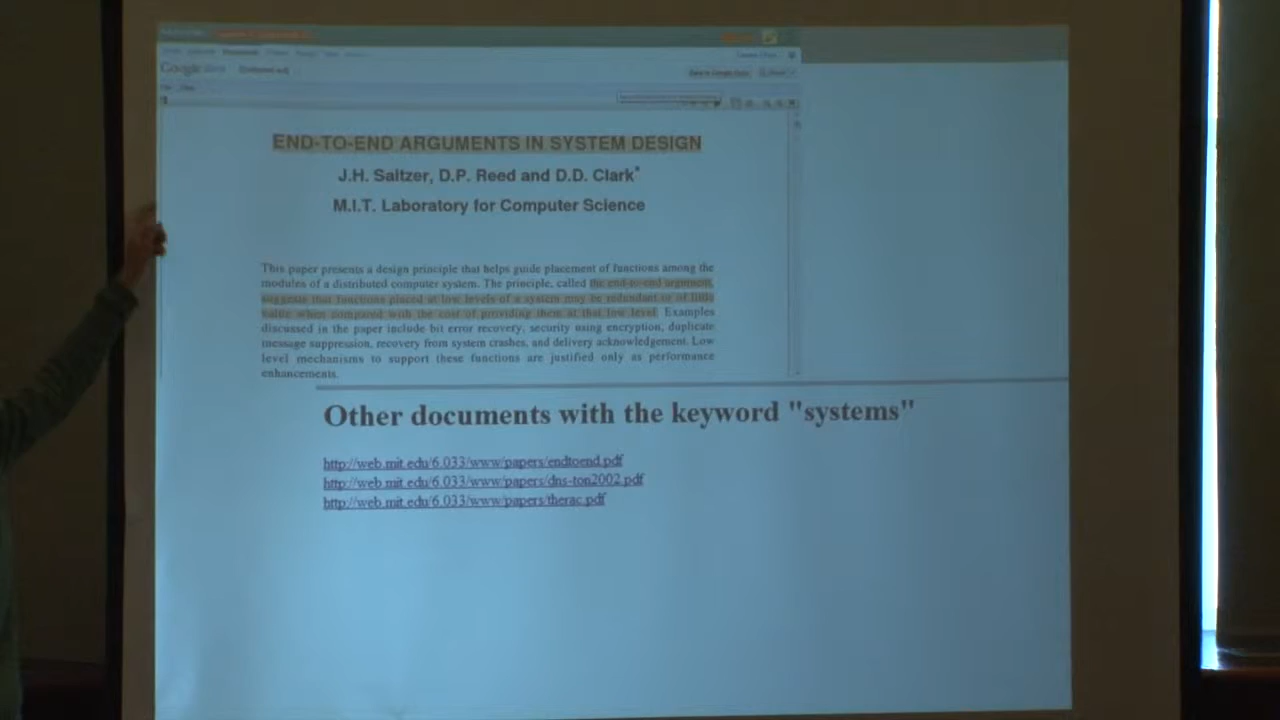 Google
END-TO-END ARGUMENTS IN SYSTEM DESIGN
J.H. Saltzer, D.P. Reed and D.D. Clark*
M.I.T. Laboratory for Computer Science
This paper presents a design principle that helps guide placement of functions among the
modules of a distributed computer system. The principle, called the end-to-end argument,
suggests that functions placed at low levels of a system may be redundant or of little
value when compared with the cost of providing them at that low level. Examples
discussed in the paper include bit error recovery, security using encryption, duplicate
message suppression, recovery from system crashes, and delivery acknowledgement. Low
level mechanisms to support these functions are justified only as performance
enhancements.
Other documents with the keyword "systems"
http://web.mit.edu/6.033/www/papers/endtoend.pdf
http://web.mit.edu/6.033/www/papers/dns-ton2002.pdf
http://web.mit.edu/6.033/www/papers/therac.pdf